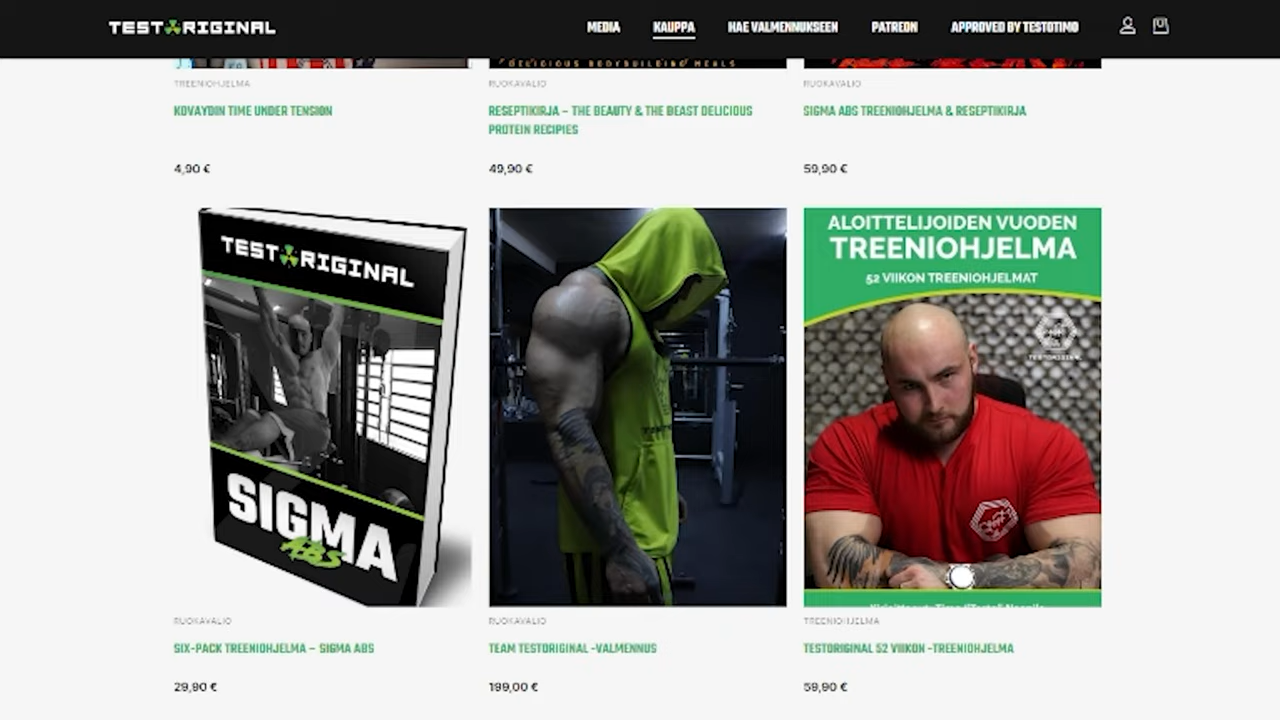 TESTORIGINAL
MEDIA
KAUPPA
HAE VALMENNUKSEEN
PATREON
APPROVED BY TESTOTIMO
DELICIOUS BODYBUILDING MEALS
TREENIOHJELMA
RUOKAVALIO
RUOKAVALIO
KOVAYDIN TIME UNDER TENSION
RESEPTIKIRJA – THE BEAUTY & THE BEAST DELICIOUS
PROTEIN RECIPIES
SIGMA ABS TREENIOHJELMA & RESEPTIKIRJA
4,90 €
49,90 €
59,90 €
TESTORIGINAL
SIGMA
ABS
ALOITTELIJOIDEN VUODEN
TREENIOHJELMA
52 VIIKON TREENIOHJELMAT
TESTORIGINAL
RUOKAVALIO
RUOKAVALIO
TREENIOHJELMA
SIX-PACK TREENIOHJELMA – SIGMA ABS
TEAM TESTORIGINAL -VALMENNUS
TESTORIGINAL 52 VIIKON -TREENIOHJELMA
29,90 €
199,00 €
59,90 €